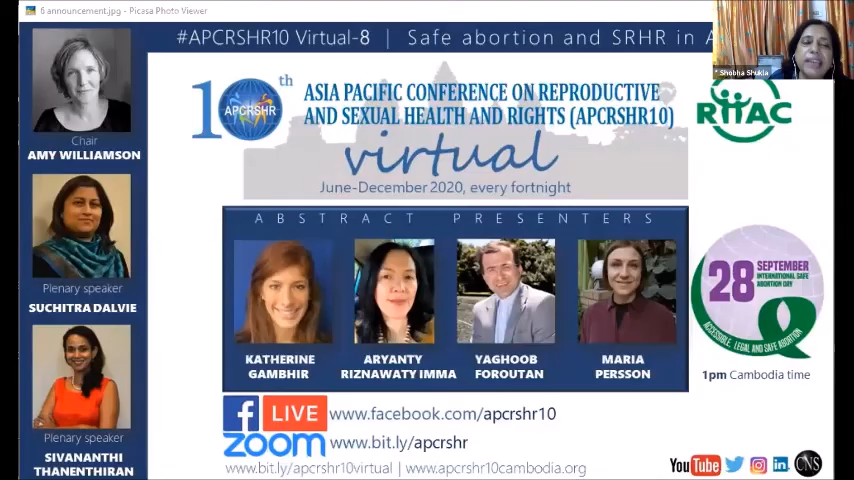 6 announcement.jpg - Picasa Photo Viewer
#APCRSHR10 Virtual-8 | Safe abortion and SRHR in A
* Shobha Shukla
Chair
AMY WILLIAMSON
Plenary speaker
SUCHITRA DALVIE
Plenary speaker
SIVANANTHI
THANENTHIRAN
10th
APCRSHR
ASIA PACIFIC CONFERENCE ON REPRODUCTIVE
AND SEXUAL HEALTH AND RIGHTS (APCRSHR10)
virtual
June-December 2020, every fortnight
ABSTRACT PRESENTERS
KATHERINE
GAMBHIR
ARYANTY
RIZNAWATY IMMA
YAGHOOB
FOROUTAN
MARIA
PERSSON
LIVE www.facebook.com/apcrshr10
zoom www.bit.ly/apcrshr
www.bit.ly/apcrshr10virtual | www.apcrshr10cambodia.org
28 SEPTEMBER
INTERNATIONAL SAFE
ABORTION DAY
ACCESSIBLE, LEGAL AND SAFE ABORTION
1pm Cambodia time
YouTube
in
CNS